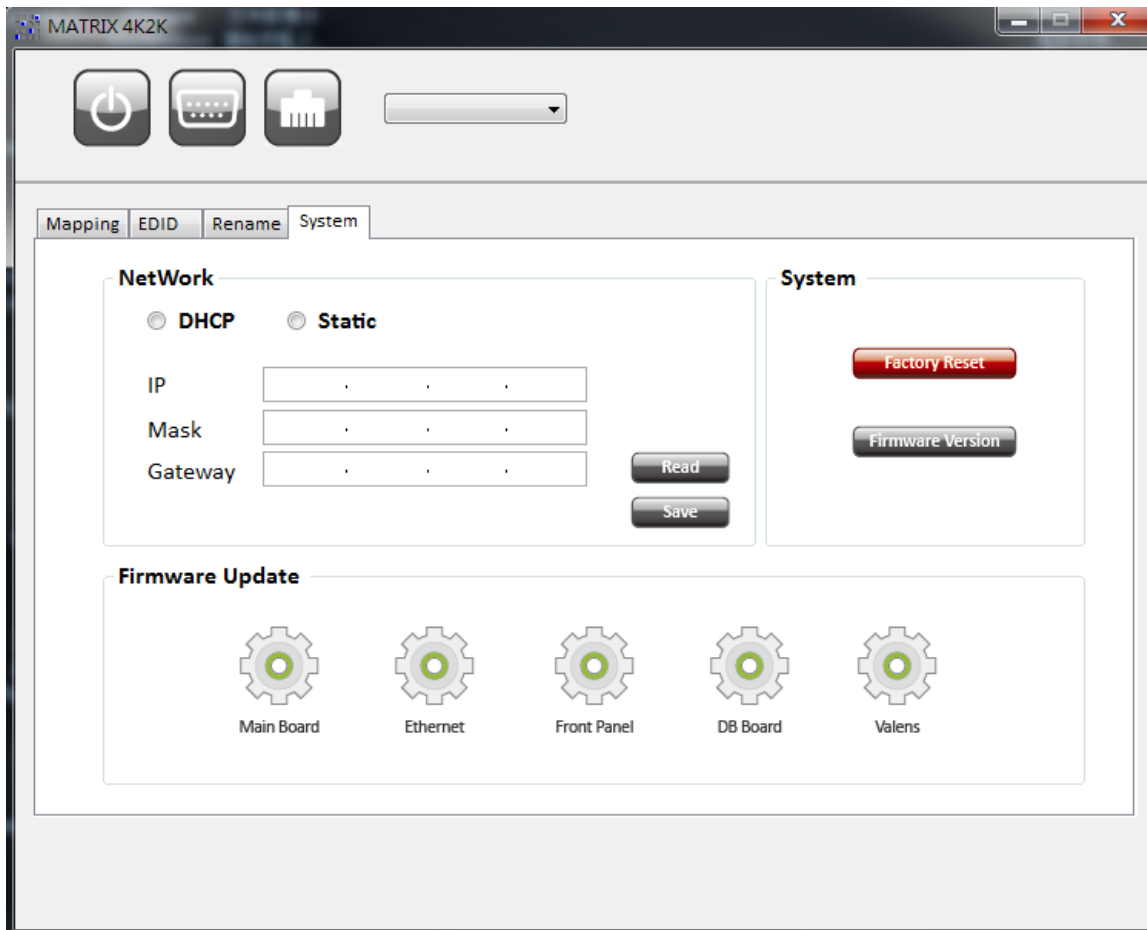 MATRIX 4K2K
Mapping EDID Rename System
NetWork
DHCP Static
IP . . .
Mask . . .
Gateway . . .
Read
Save
System
Factory Reset
Firmware Version
Firmware Update
Main Board Ethernet Front Panel DB Board Valens